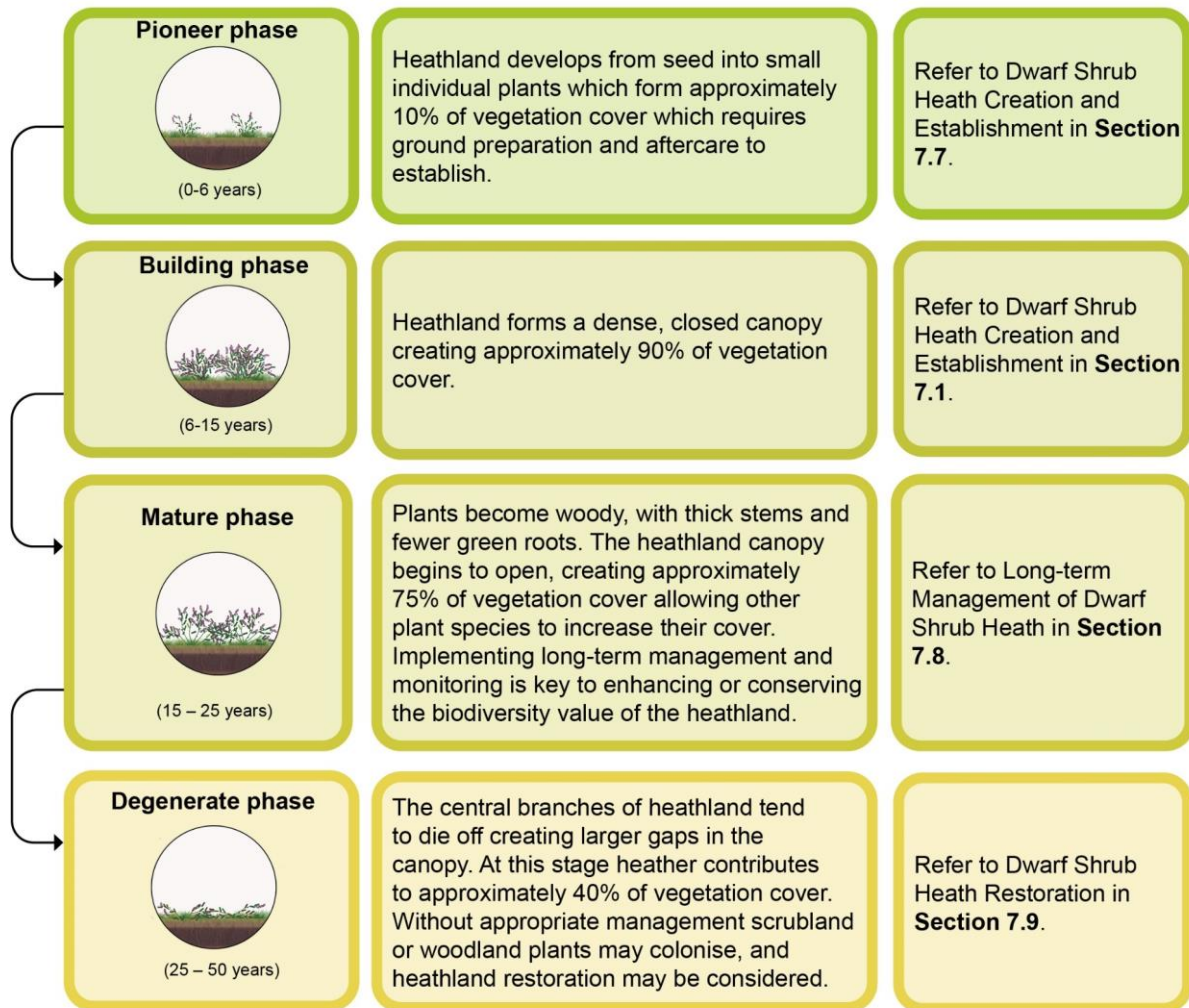 Pioneer phase
(0-6 years)
Heathland develops from seed into small
individual plants which form approximately
10% of vegetation cover which requires
ground preparation and aftercare to
establish.
Refer to Dwarf Shrub
Heath Creation and
Establishment in Section
7.7.
Building phase
(6-15 years)
Heathland forms a dense, closed canopy
creating approximately 90% of vegetation
cover.
Refer to Dwarf Shrub
Heath Creation and
Establishment in Section
7.1.
Mature phase
(15 – 25 years)
Plants become woody, with thick stems and
fewer green roots. The heathland canopy
begins to open, creating approximately
75% of vegetation cover allowing other
plant species to increase their cover.
Implementing long-term management and
monitoring is key to enhancing or conserving
the biodiversity value of the heathland.
Refer to Long-term
Management of Dwarf
Shrub Heath in Section
7.8.
Degenerate phase
(25 – 50 years)
The central branches of heathland tend
to die off creating larger gaps in the
canopy. At this stage heather contributes
to approximately 40% of vegetation cover.
Without appropriate management scrubland
or woodland plants may colonise, and
heathland restoration may be considered.
Refer to Dwarf Shrub
Heath Restoration in
Section 7.9.